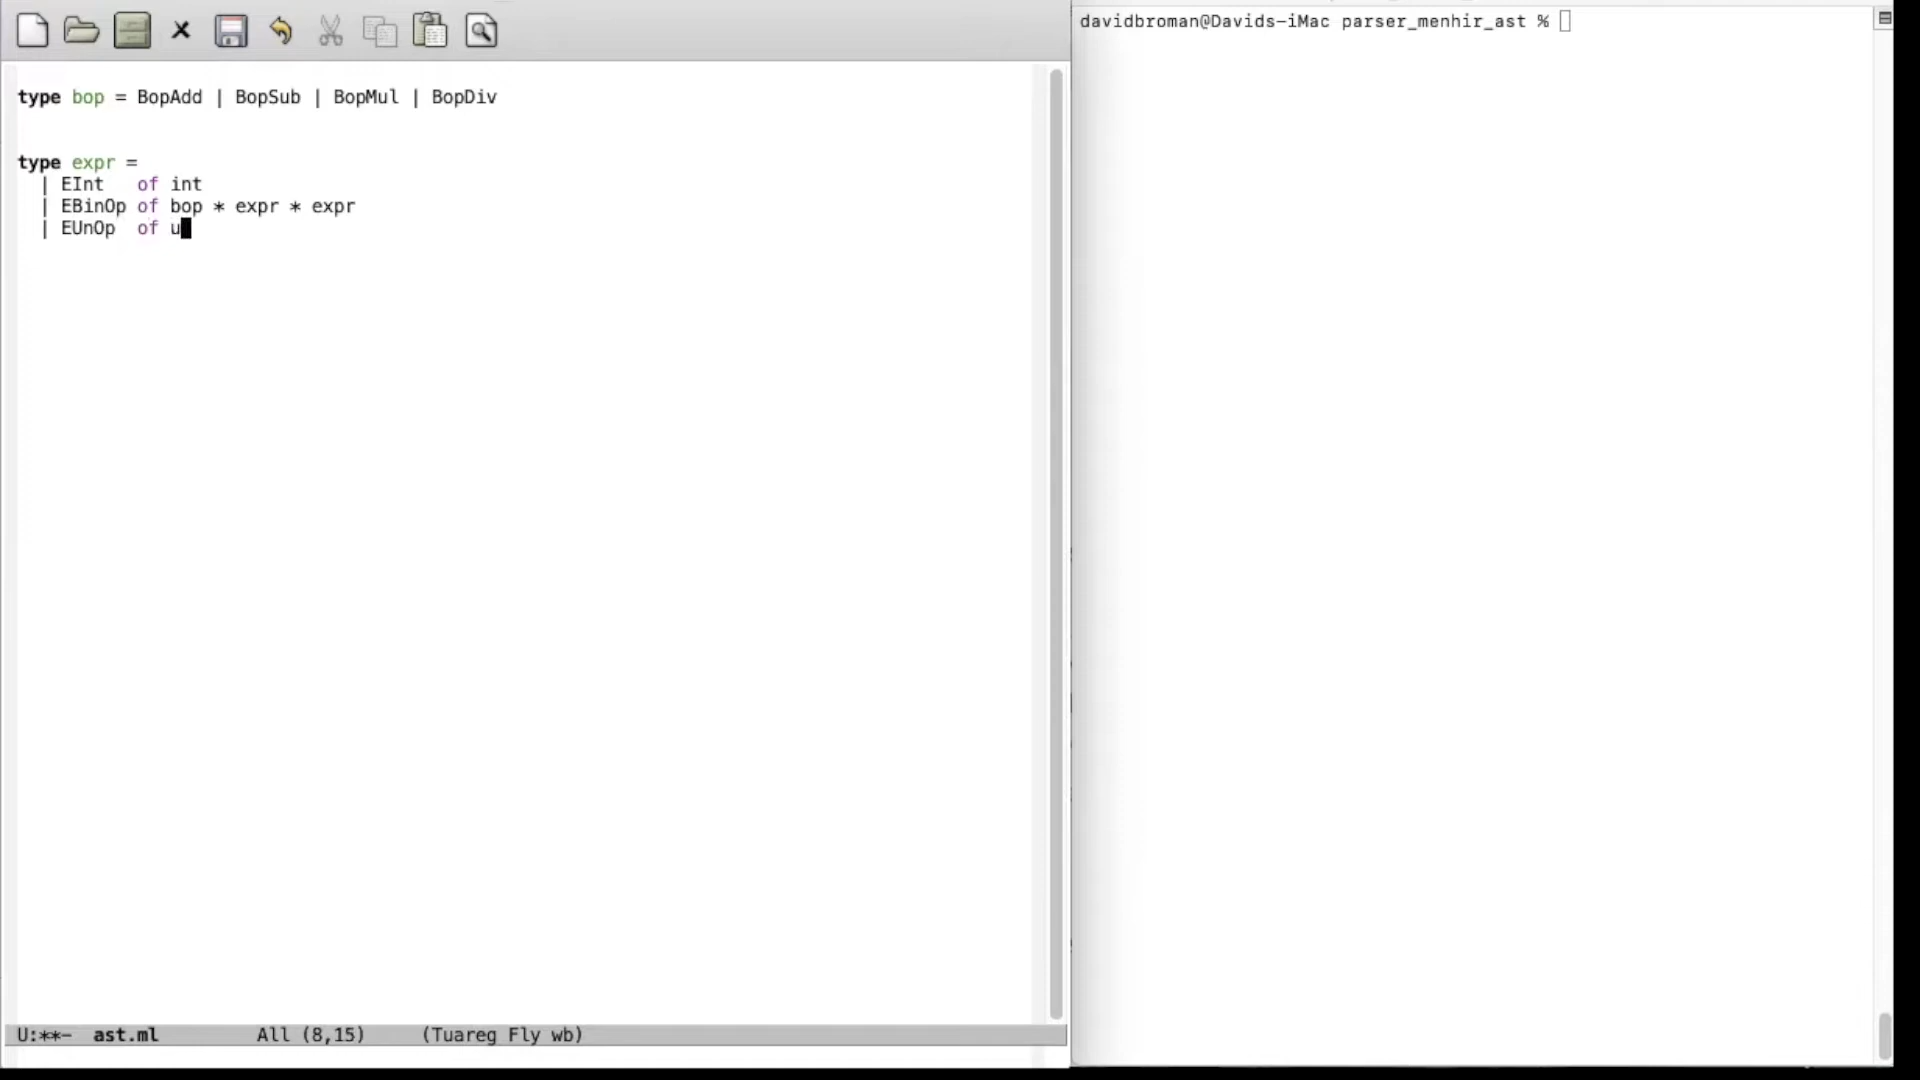 davidbroman@Davids-iMac parser_menhir_ast %
type bop = BopAdd | BopSub | BopMul | BopDiv
type expr =
  | EInt   of int
  | EBinOp of bop * expr * expr
  | EUnOp  of u
U:**-  ast.ml         All (8,15)     (Tuareg Fly wb)